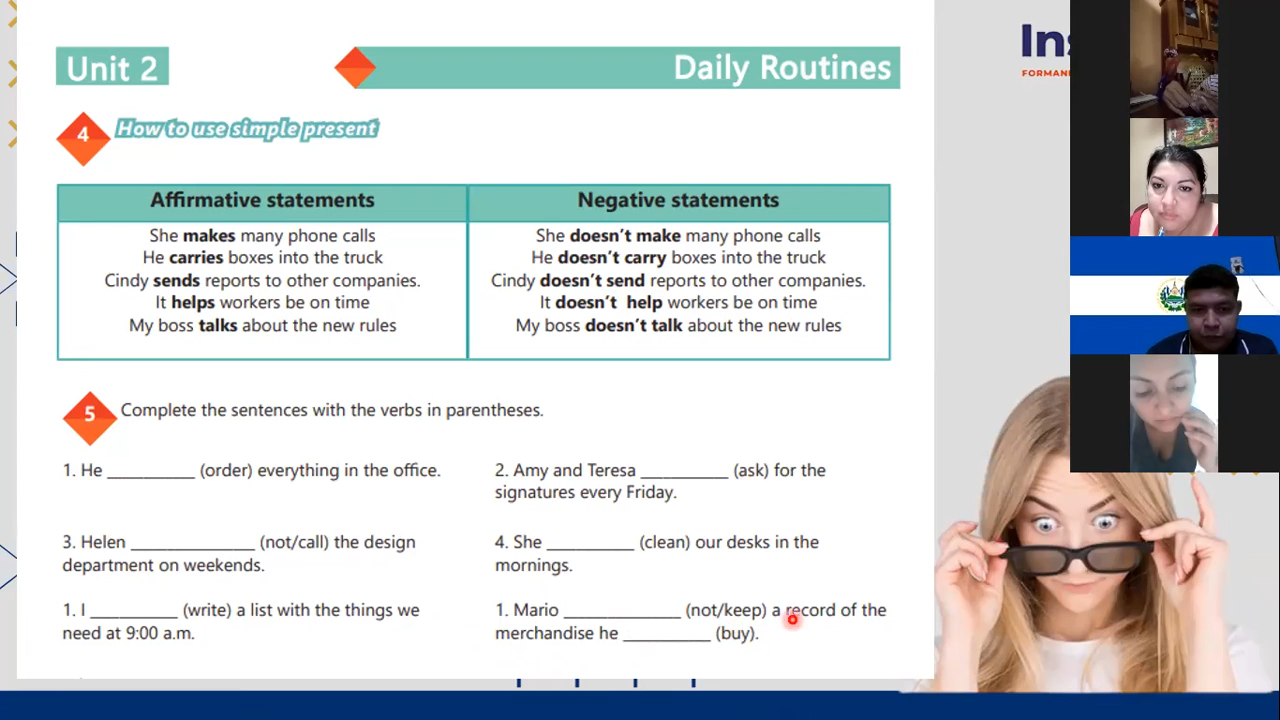 Unit 2
Daily Routines
4
How to use simple present
Affirmative statements
Negative statements
She makes many phone calls
He carries boxes into the truck
Cindy sends reports to other companies.
It helps workers be on time
My boss talks about the new rules
She doesn't make many phone calls
He doesn't carry boxes into the truck
Cindy doesn't send reports to other companies.
It doesn't help workers be on time
My boss doesn't talk about the new rules
5
Complete the sentences with the verbs in parentheses.
1. He __________ (order) everything in the office.
2. Amy and Teresa __________ (ask) for the
signatures every Friday.
3. Helen ______________ (not/call) the design
department on weekends.
4. She __________ (clean) our desks in the
mornings.
1. I __________ (write) a list with the things we
need at 9:00 a.m.
1. Mario _____________ (not/keep) a record of the
merchandise he __________ (buy).